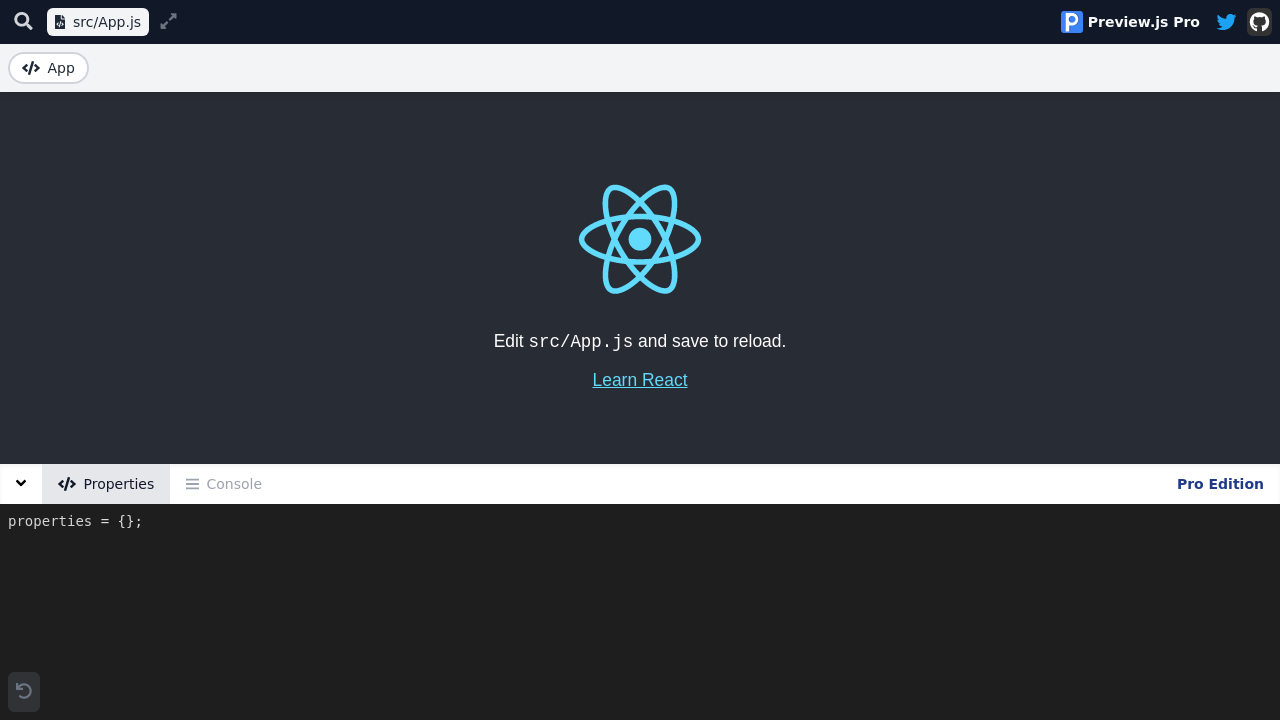 src/App.js
Preview.js Pro
App
Edit src/App.js and save to reload.
Learn React
Properties
Console
Pro Edition
properties = {};